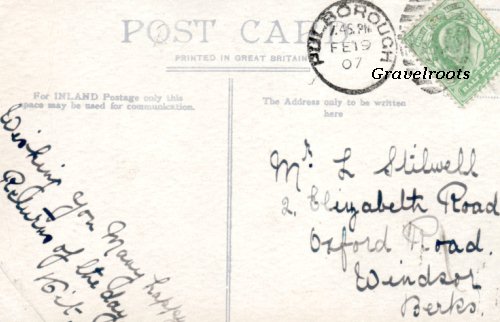 POST CARD
PRINTED IN GREAT BRITAIN
PULBOROUGH
7.45 PM
FE 19
07
Gravelroots
For INLAND Postage only this
space may be used for communication.
The Address only to be written
here
Wishing you Many happy
Returns of the day
Kit
Mr L Stilwell
2. Elizabeth Road
Oxford Road.
Windsor
Berks.